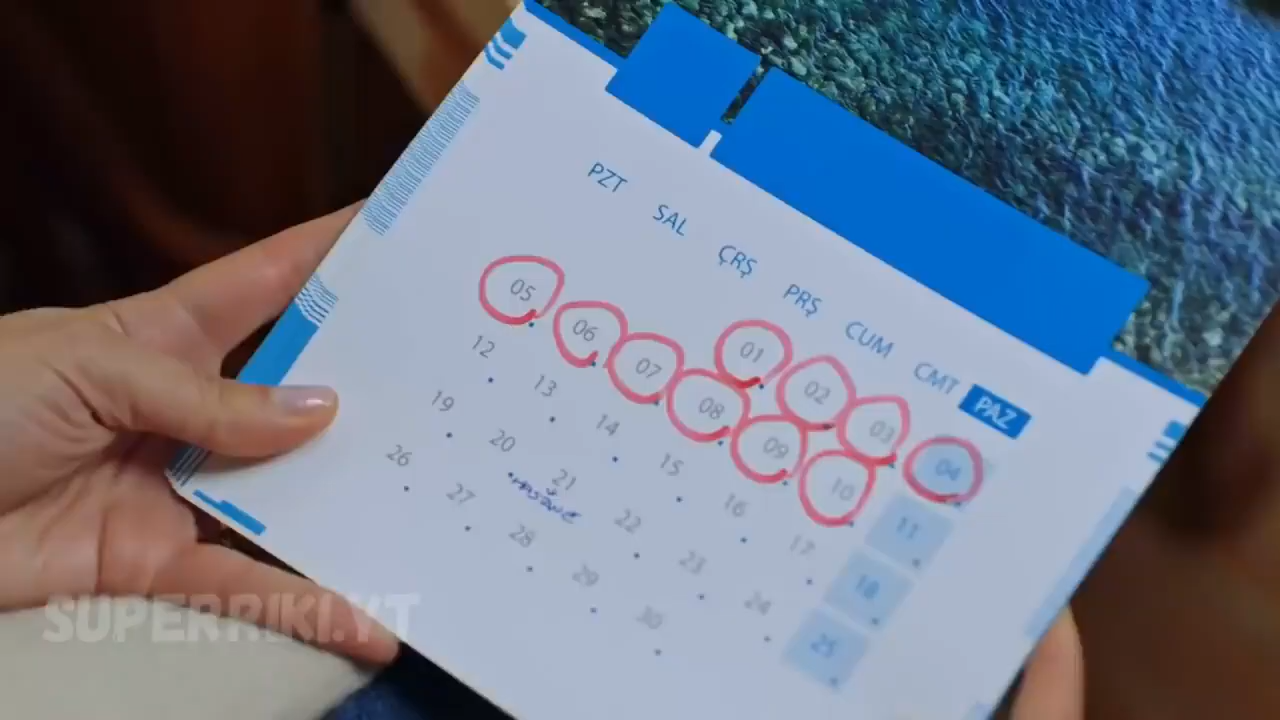 PZT SAL ÇRŞ PRŞ CUM CMT PAZ
01 02 03 04
05 06 07 08 09 10 11
12 13 14 15 16 17 18
19 20 21 22 23 24 25
HASTANE
26 27 28 29 30
SUPERRIKI.YT